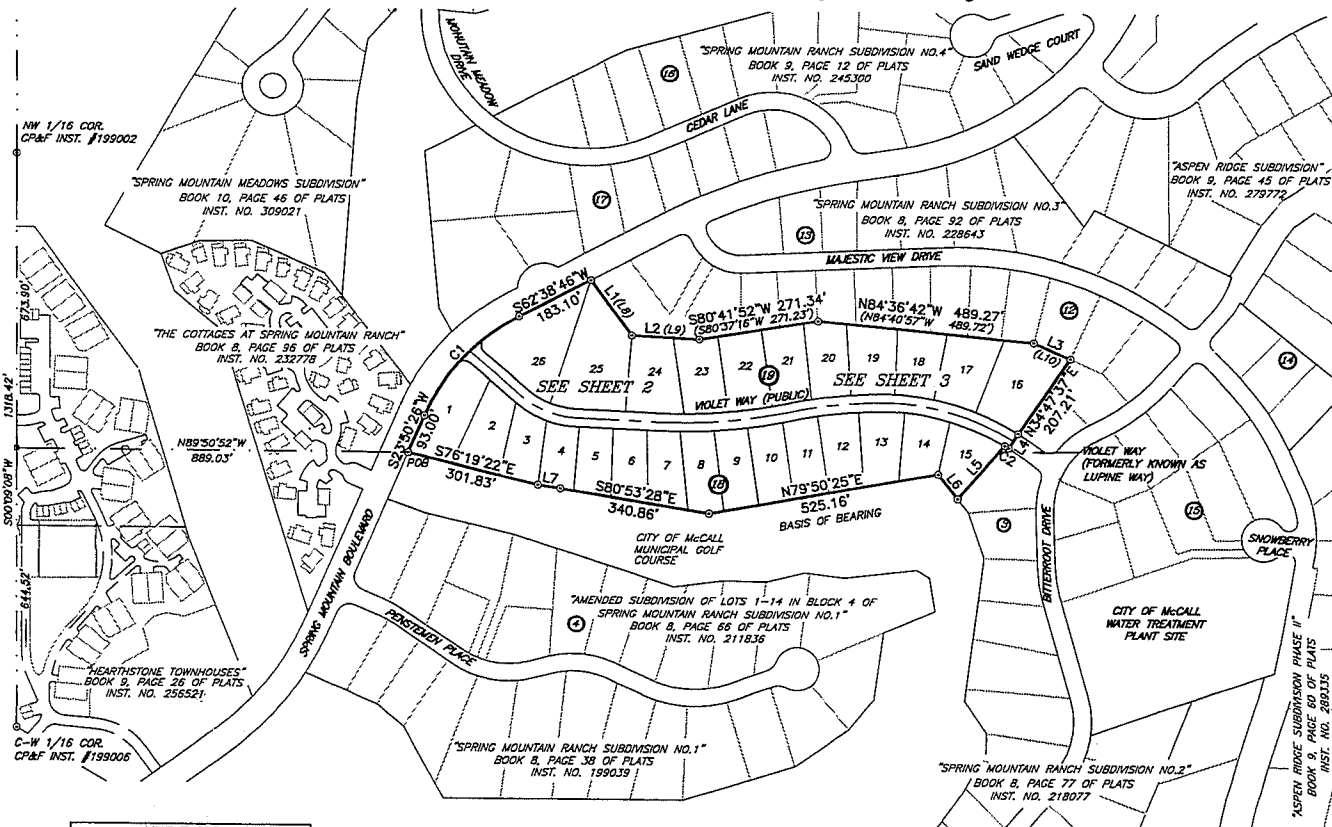 MONUTAIN MEADOW
DRIVE
16
"SPRING MOUNTAIN RANCH SUBDIVISION NO.4"
BOOK 9, PAGE 12 OF PLATS
INST. NO. 245300
SAND WEDGE COURT
CEDAR LANE
NW 1/16 COR.
CP&F INST. #199002
"SPRING MOUNTAIN MEADOWS SUBDIVISION"
BOOK 10, PAGE 46 OF PLATS
INST. NO. 309021
17
"ASPEN RIDGE SUBDIVISION"
BOOK 9, PAGE 45 OF PLATS
INST. NO. 279772
"SPRING MOUNTAIN RANCH SUBDIVISION NO.3"
BOOK 8, PAGE 92 OF PLATS
INST. NO. 228643
13
MAJESTIC VIEW DRIVE
673.90'
1318.42'
S00°09'08"W
644.52'
"THE COTTAGES AT SPRING MOUNTAIN RANCH"
BOOK 8, PAGE 96 OF PLATS
INST. NO. 232778
S62°38'46"W
183.10'
L1(L8)
L2 (L9)
S80°41'52"W 271.34'
(S80°37'16"W 271.23')
N84°36'42"W 489.27'
(N84°40'57"W 489.72')
12
L3
(L10)
14
C1
26
25
24
23
22
21
20
19
18
17
16
19
SEE SHEET 2
SEE SHEET 3
VIOLET WAY (PUBLIC)
N34°47'37"E
207.21'
S23°50'26"W
93.00'
POB
N89°50'52"W
889.03'
1
2
3
4
5
6
7
8
9
10
11
12
13
14
15
18
S76°19'22"E
301.83'
L7
S80°53'28"E
340.86'
N79°50'25"E
525.16'
BASIS OF BEARING
L6
L5
C2
L4
VIOLET WAY
(FORMERLY KNOWN AS
LUPINE WAY)
3
15
SNOWBERRY
PLACE
BITTERROOT DRIVE
CITY OF McCALL
MUNICIPAL GOLF
COURSE
SPRING MOUNTAIN BOULEVARD
"AMENDED SUBDIVISION OF LOTS 1-14 IN BLOCK 4 OF
SPRING MOUNTAIN RANCH SUBDIVISION NO.1"
BOOK 8, PAGE 66 OF PLATS
INST. NO. 211836
4
CITY OF McCALL
WATER TREATMENT
PLANT SITE
PENSTEMEN PLACE
"HEARTHSTONE TOWNHOUSES"
BOOK 9, PAGE 26 OF PLATS
INST. NO. 256521
C-W 1/16 COR.
CP&F INST. #199006
"SPRING MOUNTAIN RANCH SUBDIVISION NO.1"
BOOK 8, PAGE 38 OF PLATS
INST. NO. 199039
"SPRING MOUNTAIN RANCH SUBDIVISION NO.2"
BOOK 8, PAGE 77 OF PLATS
INST. NO. 218077
"ASPEN RIDGE SUBDIVISION PHASE II"
BOOK 9, PAGE 60 OF PLATS
INST. NO. 289335